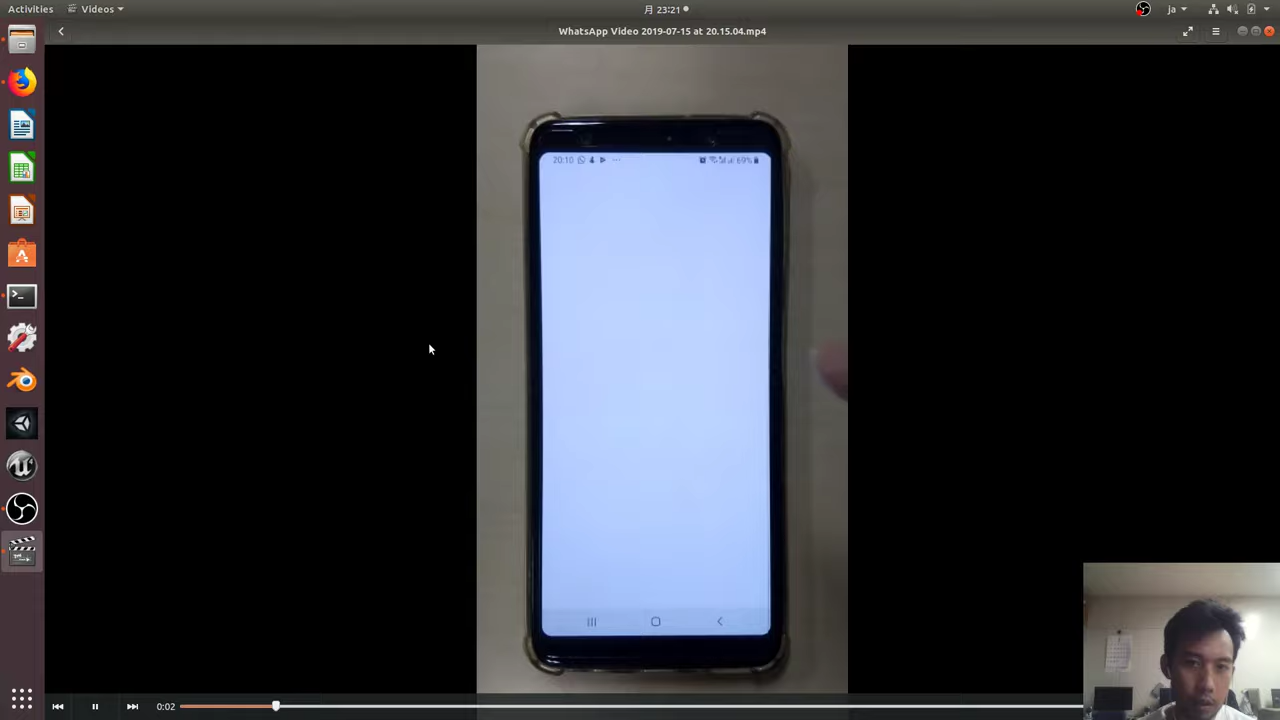 Activities
Videos
月 23:21
ja
WhatsApp Video 2019-07-15 at 20.15.04.mp4
20:10
69%
0:02